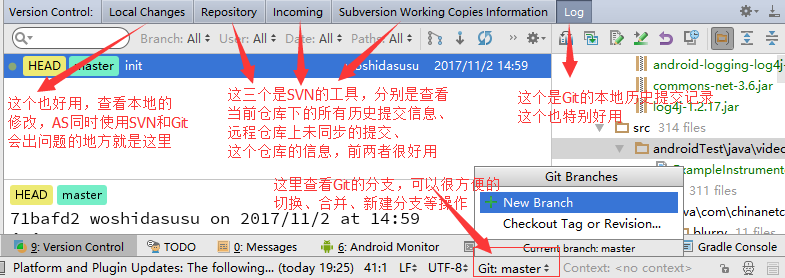 Version Control: Local Changes Repository Incoming Subversion Working Copies Information Log
Branch: All User: All Date: All Paths: All
HEAD master init woshidasusu 2017/11/2 14:59
android-logging-log4j-
commons-net-3.6.jar
log4j-1.2.17.jar
src 314 files
androidTest\java\video
ExampleInstrument
311 files
va\com\chinanetc
blurry
这个也好用，查看本地的
修改，AS同时使用SVN和Git
会出问题的地方就是这里
这三个是SVN的工具，分别是查看
当前仓库下的所有历史提交信息、
远程仓库上未同步的提交、
这个仓库的信息，前两者很好用
这个是Git的本地历史提交记录
这个也特别好用
这里查看Git的分支，可以很方便的
切换、合并、新建分支等操作
HEAD master
71bafd2 woshidasusu on 2017/11/2 at 14:59
Git Branches
New Branch
Checkout Tag or Revision...
Current branch: master
9: Version Control TODO 0: Messages 6: Android Monitor Gradle Console
Platform and Plugin Updates: The following... (today 19:25) 41:1 LF UTF-8 Git: master Context: <no context>